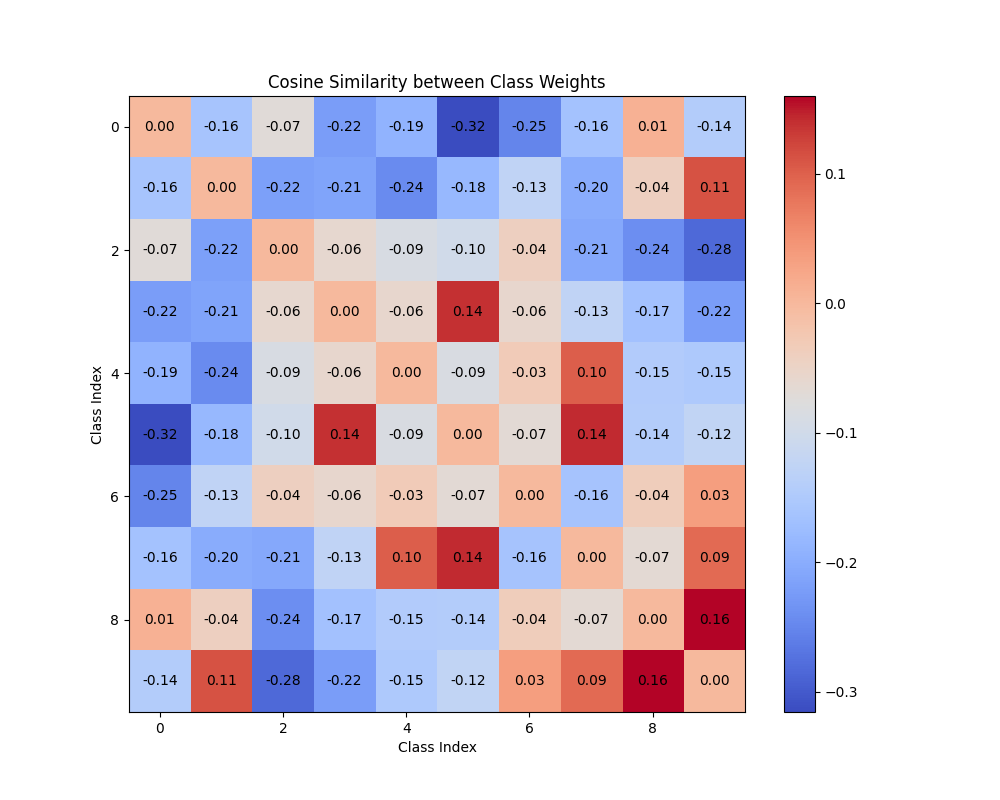 Cosine Similarity between Class Weights
0 0.00 -0.16 -0.07 -0.22 -0.19 -0.32 -0.25 -0.16 0.01 -0.14
-0.16 0.00 -0.22 -0.21 -0.24 -0.18 -0.13 -0.20 -0.04 0.11
2 -0.07 -0.22 0.00 -0.06 -0.09 -0.10 -0.04 -0.21 -0.24 -0.28
-0.22 -0.21 -0.06 0.00 -0.06 0.14 -0.06 -0.13 -0.17 -0.22
4 -0.19 -0.24 -0.09 -0.06 0.00 -0.09 -0.03 0.10 -0.15 -0.15
-0.32 -0.18 -0.10 0.14 -0.09 0.00 -0.07 0.14 -0.14 -0.12
6 -0.25 -0.13 -0.04 -0.06 -0.03 -0.07 0.00 -0.16 -0.04 0.03
-0.16 -0.20 -0.21 -0.13 0.10 0.14 -0.16 0.00 -0.07 0.09
8 0.01 -0.04 -0.24 -0.17 -0.15 -0.14 -0.04 -0.07 0.00 0.16
-0.14 0.11 -0.28 -0.22 -0.15 -0.12 0.03 0.09 0.16 0.00
0 2 4 6 8
Class Index
Class Index
0.1
0.0
−0.1
−0.2
−0.3